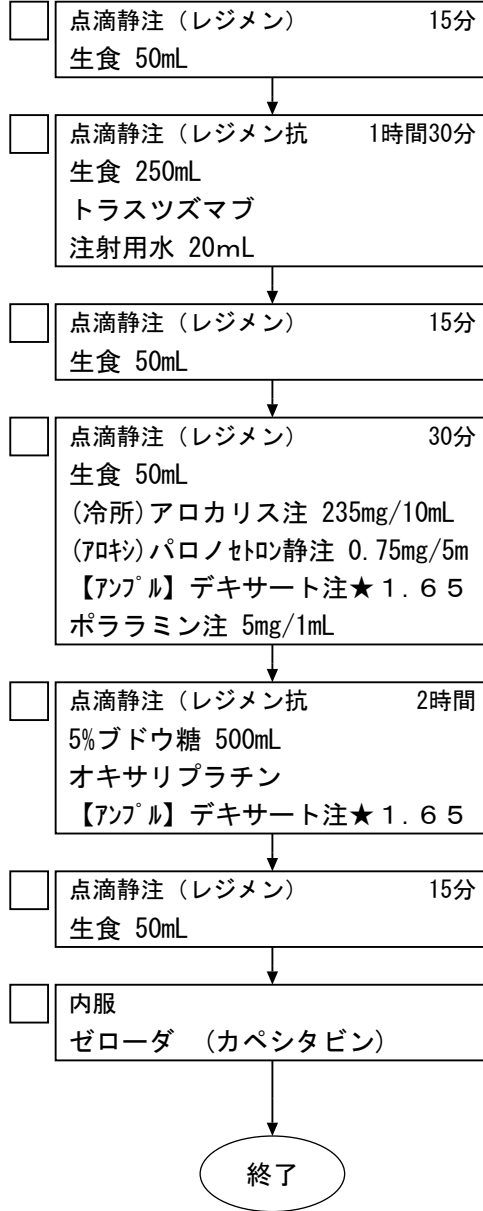 点滴静注（レジメン） 15分
生食 50mL
点滴静注（レジメン抗 1時間30分
生食 250mL
トラスツズマブ
注射用水 20ｍL
点滴静注（レジメン） 15分
生食 50mL
点滴静注（レジメン） 30分
生食 50mL
(冷所)アロカリス注 235mg/10mL
(ｱﾛｷｼ)パロノｾﾄﾛﾝ静注 0.75mg/5m
【ｱﾝﾌﾟﾙ】デキサート注★１.６５
ポララミン注 5mg/1mL
点滴静注（レジメン抗 2時間
5%ブドウ糖 500mL
オキサリプラチン
【ｱﾝﾌﾟﾙ】デキサート注★１.６５
点滴静注（レジメン） 15分
生食 50mL
内服
ゼローダ （カペシタビン）
終了